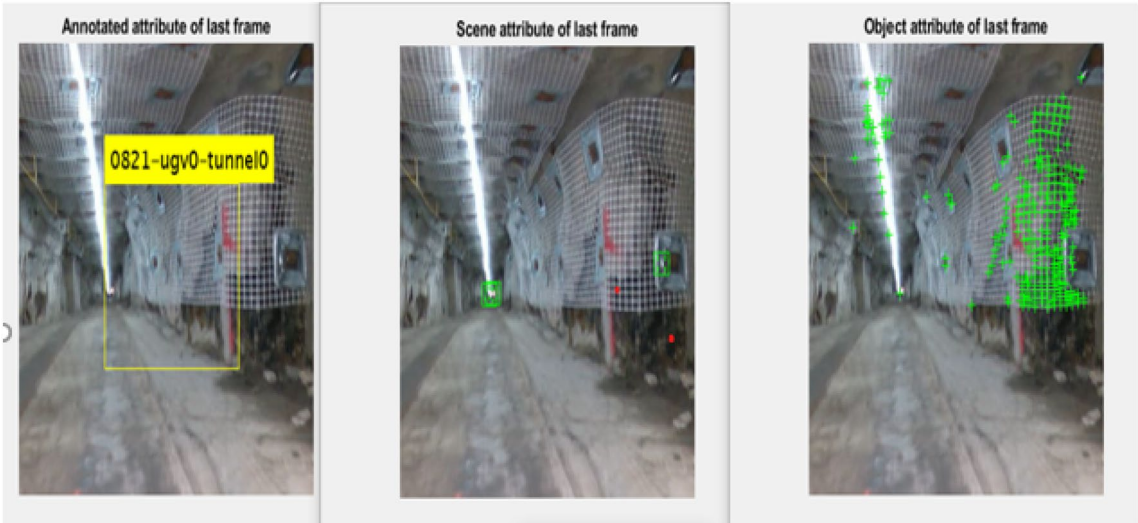 Annotated attribute of last frame
Scene attribute of last frame
Object attribute of last frame
0821-ugv0-tunnel0